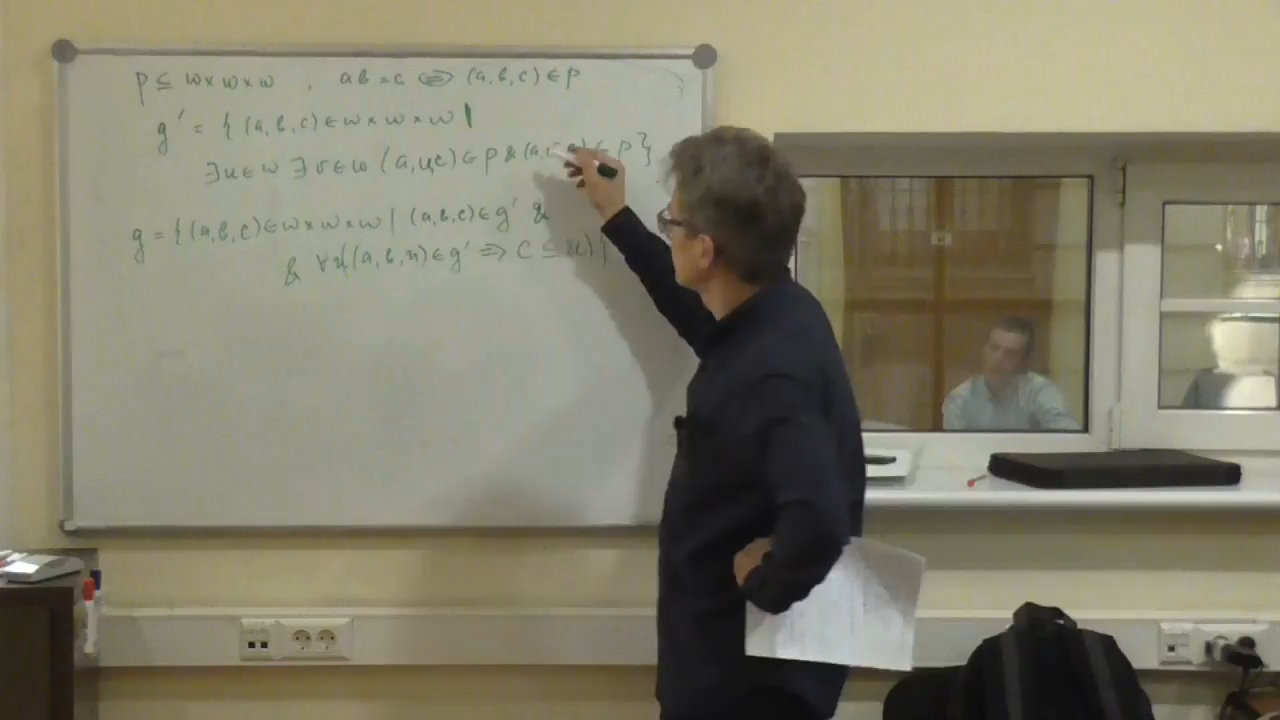 p ⊆ ω×ω×ω , ab = c ⟺ (a,b,c) ∈ p
g' = { (a,b,c) ∈ ω×ω×ω |
∃u∈ω ∃v∈ω (a,u,c) ∈ p & (a, ∈ p }
g = { (a,b,c) ∈ ω×ω×ω | (a,b,c) ∈ g' &
& ∀u((a,b,u) ∈ g' ⟹ c ⊆ u) |